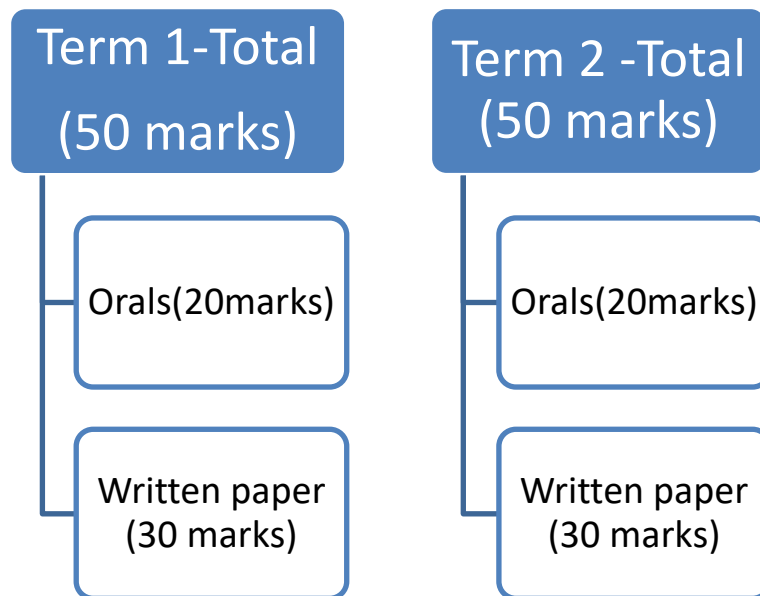 Term 1-Total
(50 marks)
Orals(20marks)
Written paper
(30 marks)
Term 2 -Total
(50 marks)
Orals(20marks)
Written paper
(30 marks)